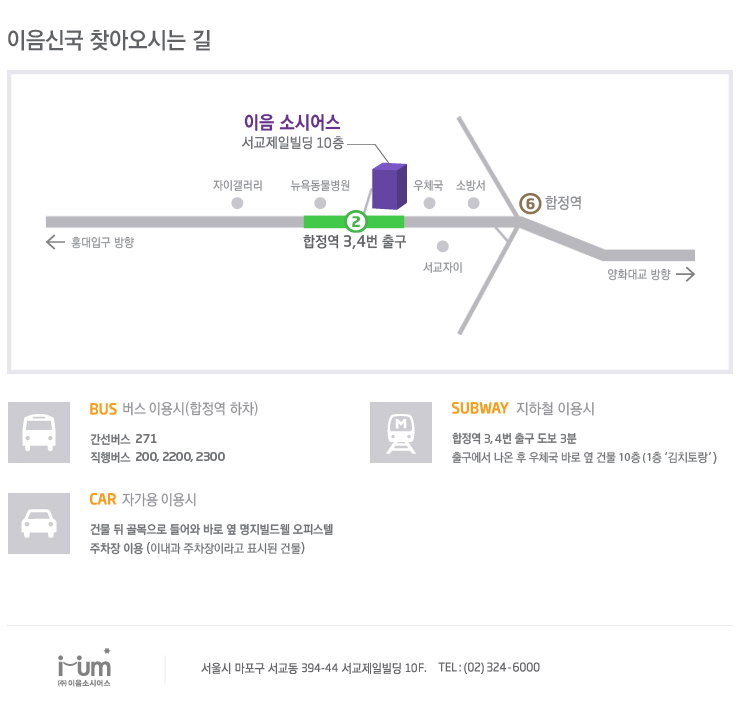 이음신국 찾아오시는 길
이음 소시어스
서교제일빌딩 10층
자이갤러리
뉴욕동물병원
우체국
소방서
6 합정역
2
홍대입구 방향
합정역 3,4번 출구
서교자이
양화대교 방향
BUS 버스 이용시(합정역 하차)
간선버스 271
직행버스 200, 2200, 2300
SUBWAY 지하철 이용시
M
합정역 3, 4번 출구 도보 3분
출구에서 나온 후 우체국 바로 옆 건물 10층 (1층 '김치토랑')
CAR 자가용 이용시
건물 뒤 골목으로 들어와 바로 옆 명지빌드웰 오피스텔
주차장 이용 (이내과 주차장이라고 표시된 건물)
i-um*
㈜이음소시어스
서울시 마포구 서교동 394-44 서교제일빌딩 10F. TEL : (02) 324 - 6000